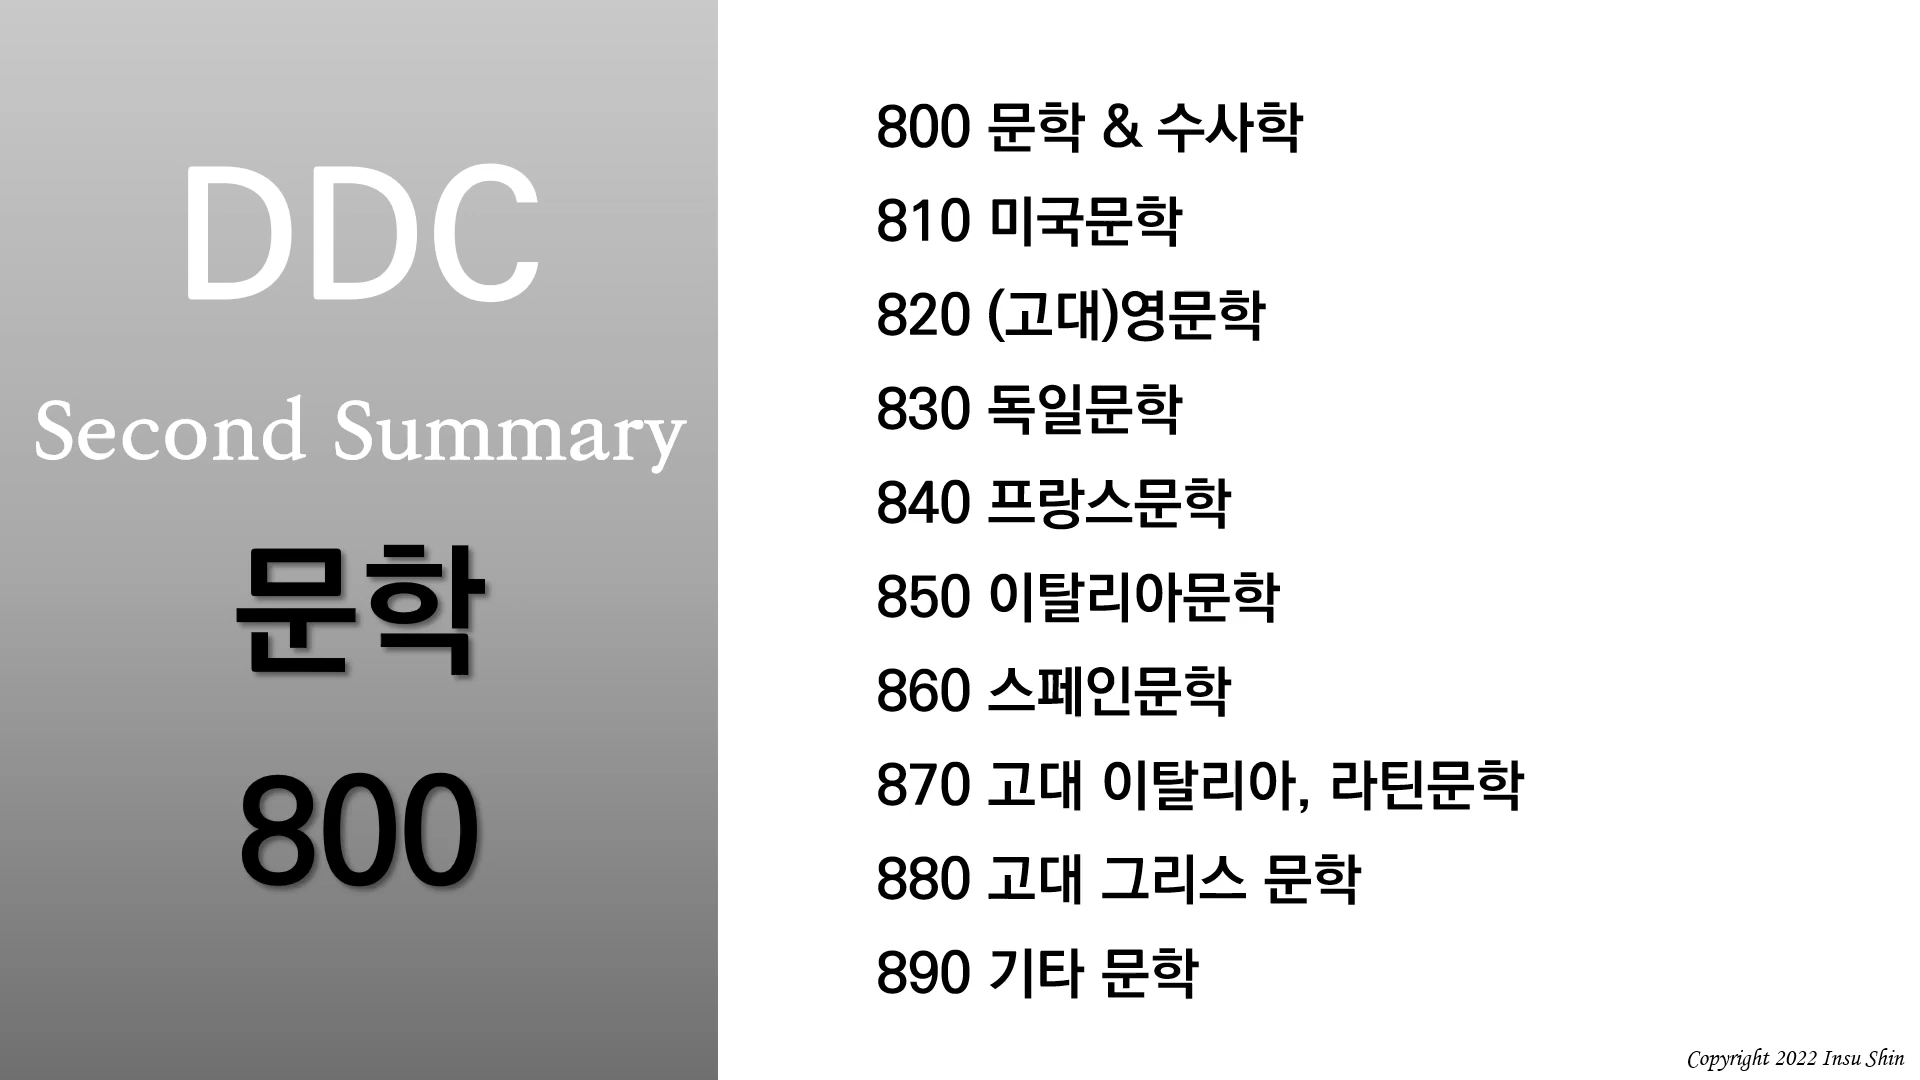 DDC
Second Summary
문학
800
800 문학 & 수사학
810 미국문학
820 (고대)영문학
830 독일문학
840 프랑스문학
850 이탈리아문학
860 스페인문학
870 고대 이탈리아, 라틴문학
880 고대 그리스 문학
890 기타 문학
Copyright 2022 Insu Shin